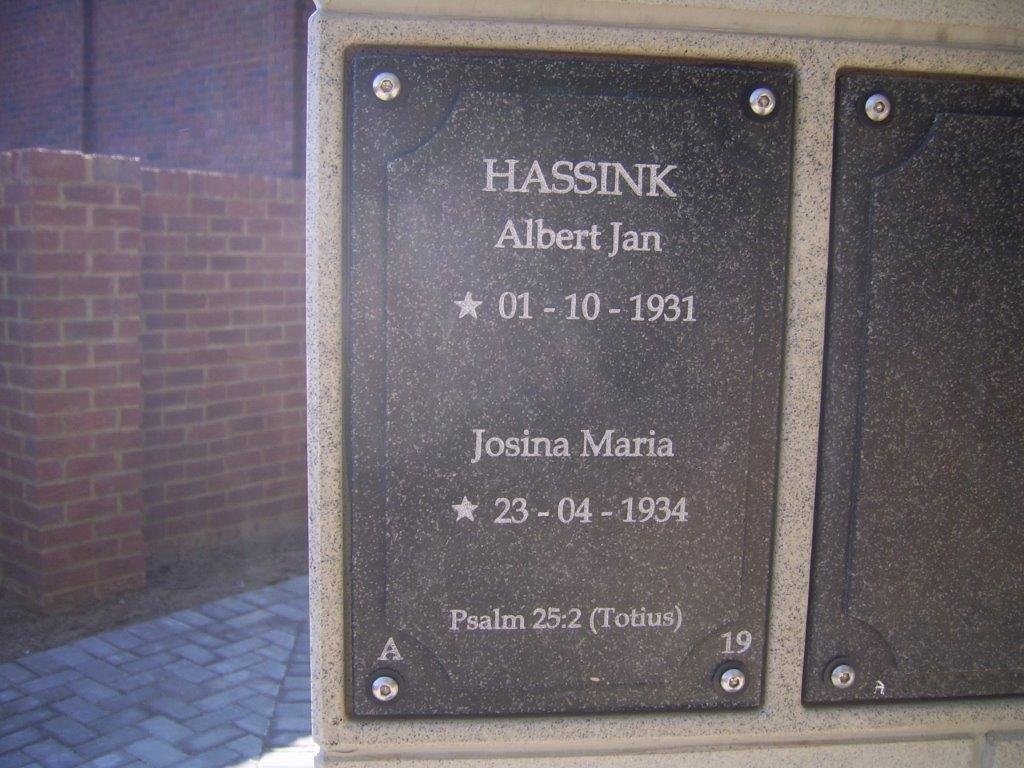 HASSINK
Albert Jan
★ 01 - 10 - 1931
Josina Maria
★ 23 - 04 - 1934
Psalm 25:2 (Totius)
A 19
A